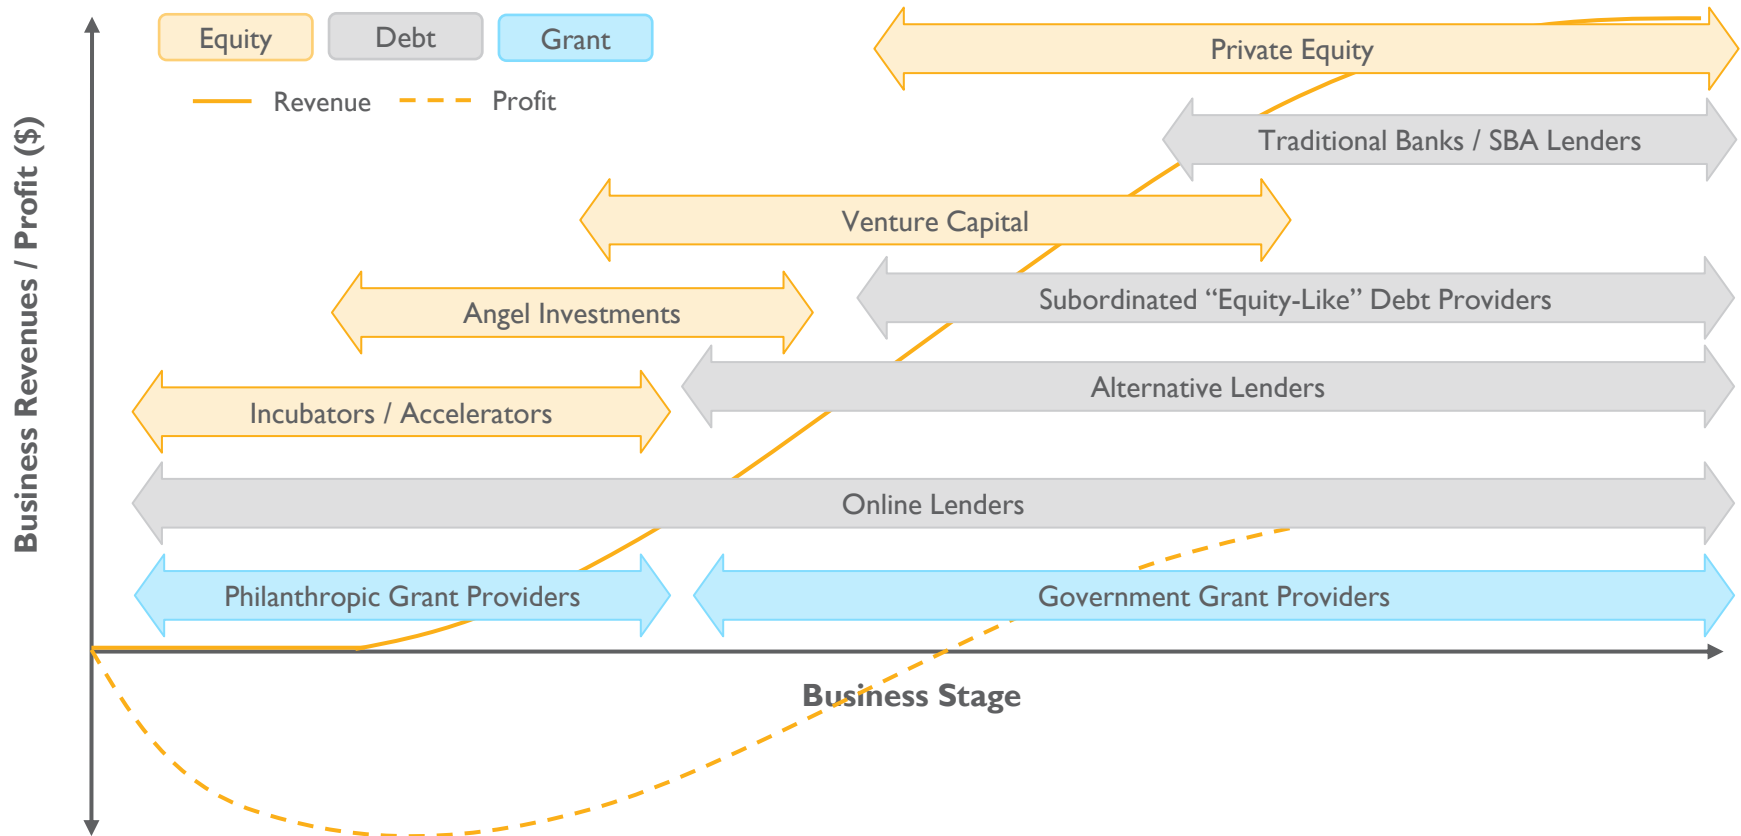 Equity
Debt
Grant
Revenue
Profit
Business Revenues / Profit ($)
Private Equity
Traditional Banks / SBA Lenders
Venture Capital
Subordinated “Equity-Like” Debt Providers
Angel Investments
Alternative Lenders
Incubators / Accelerators
Online Lenders
Philanthropic Grant Providers
Government Grant Providers
Business Stage